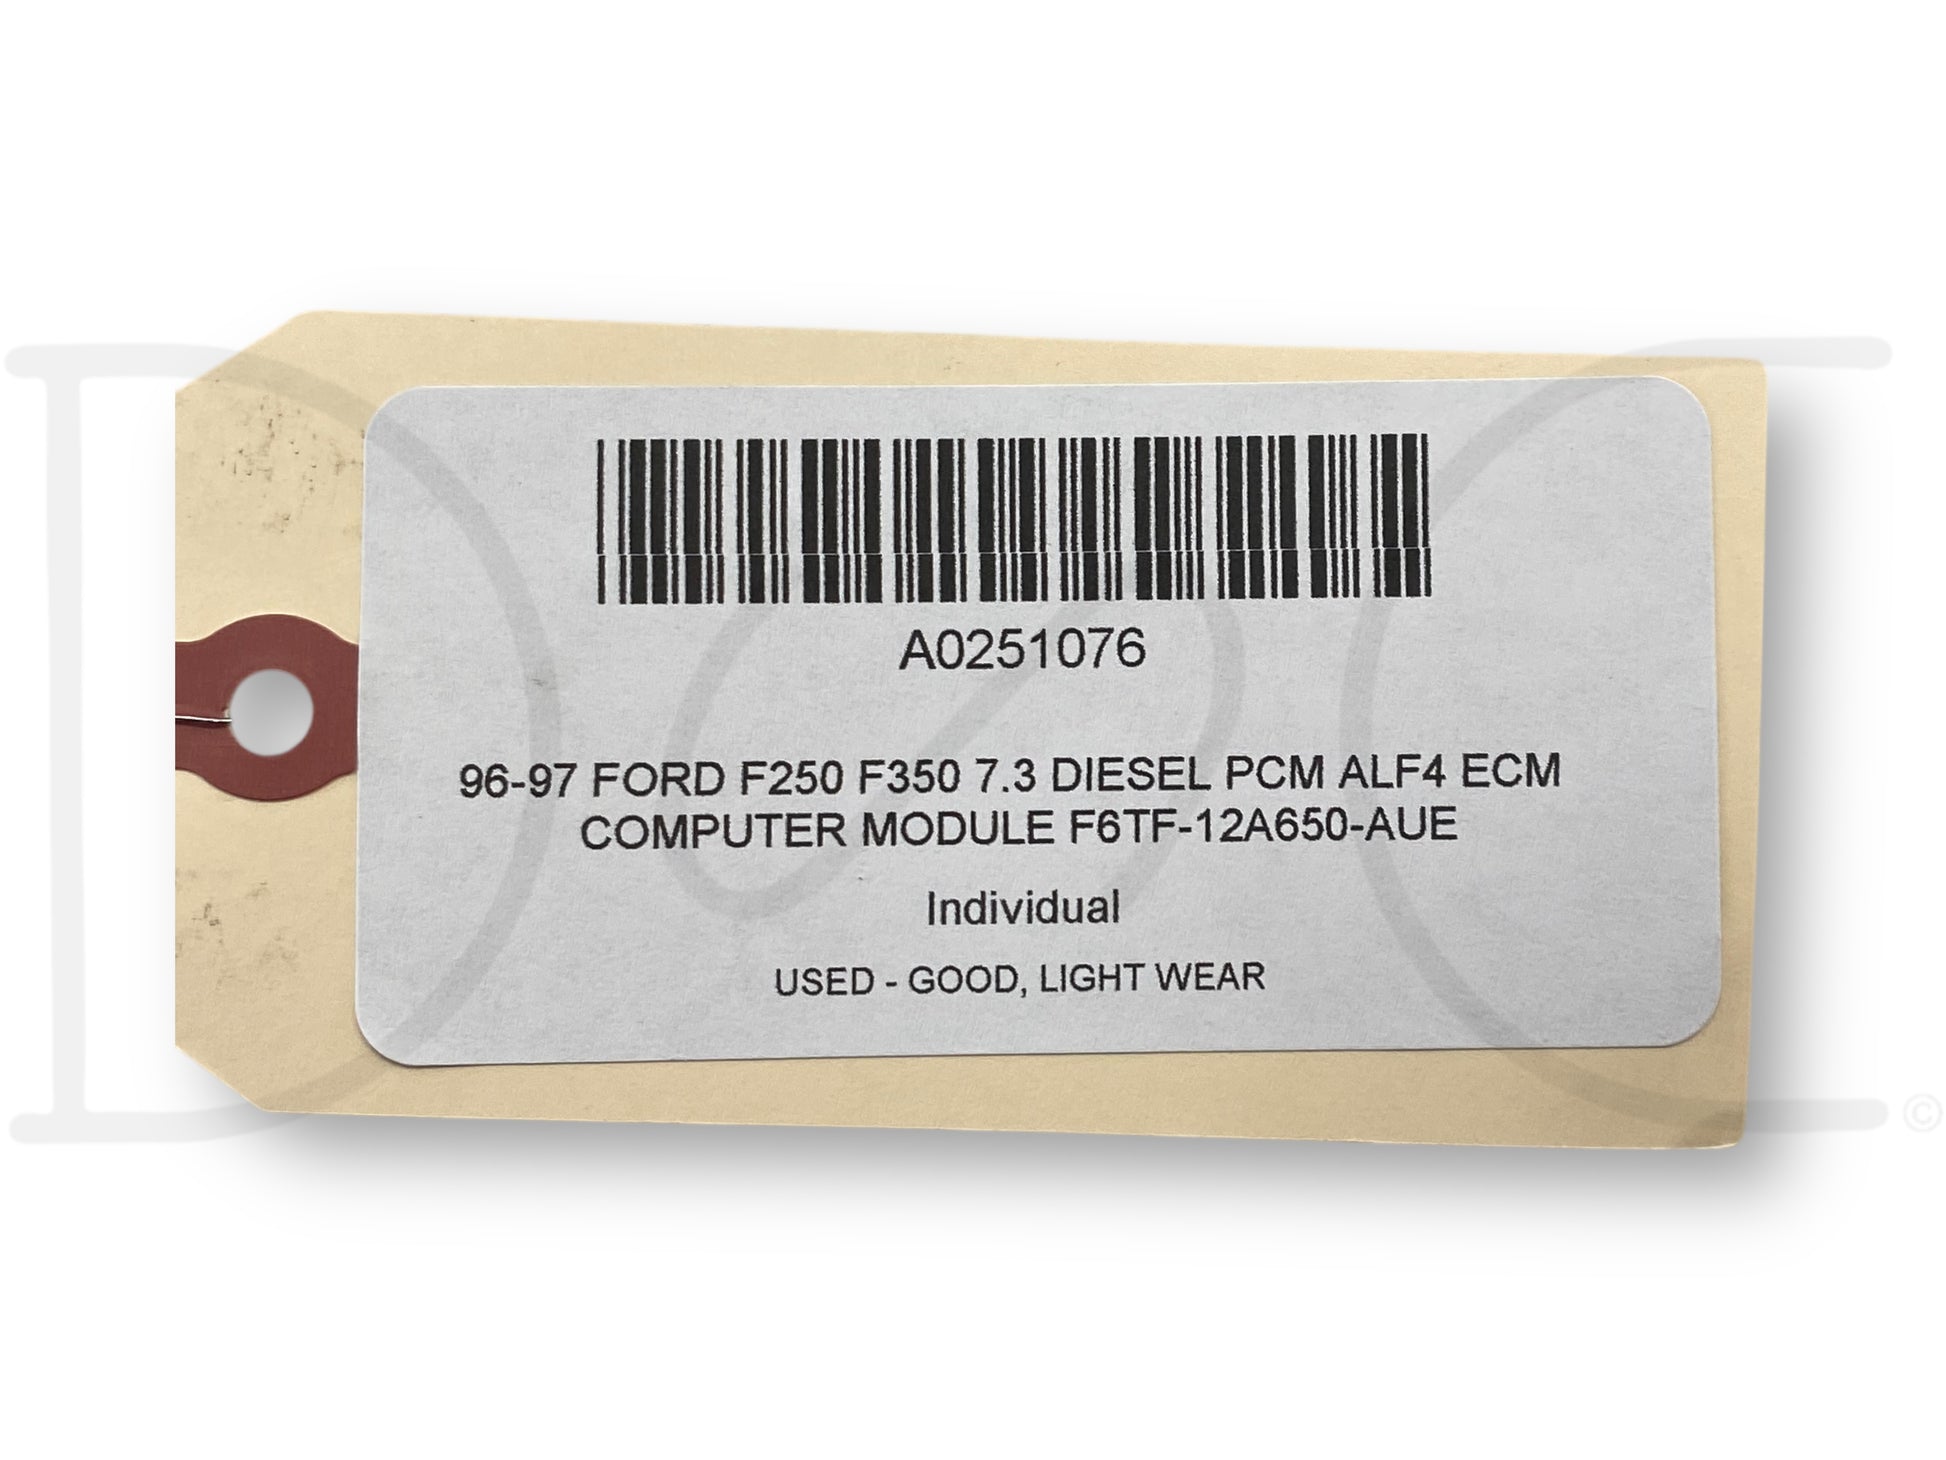 A0251076
96-97 FORD F250 F350 7.3 DIESEL PCM ALF4 ECM
COMPUTER MODULE F6TF-12A650-AUE
Individual
USED - GOOD, LIGHT WEAR
©